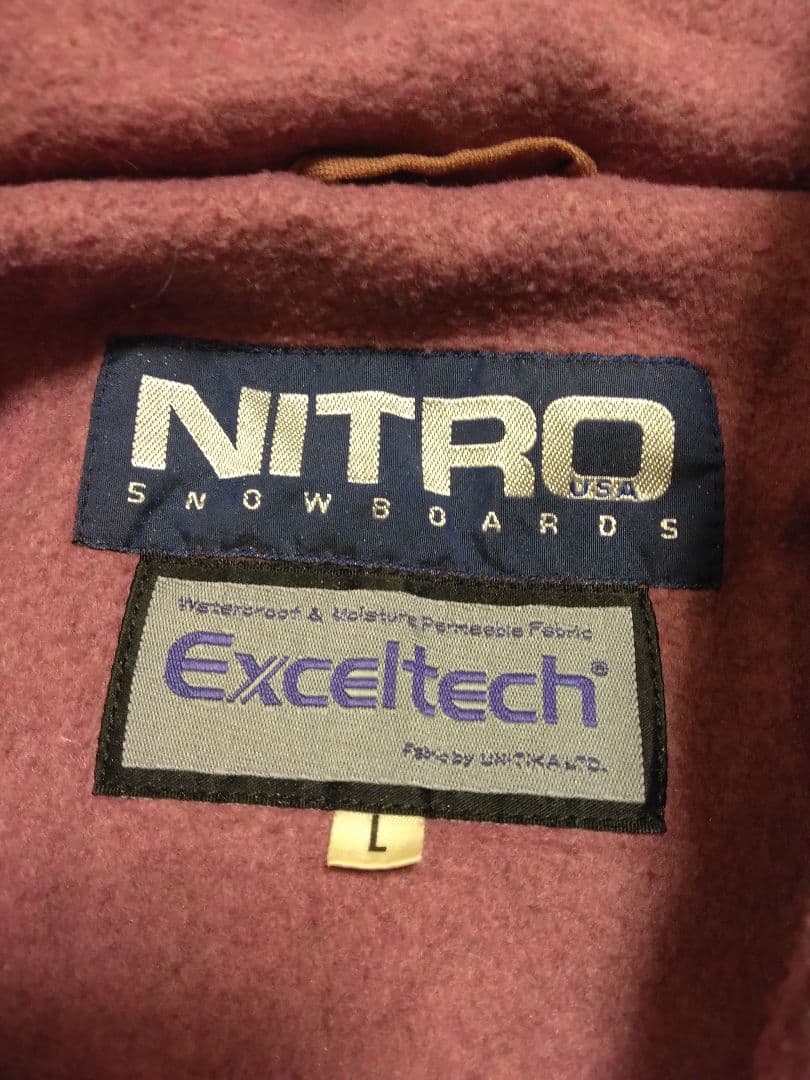 NITRO
USA
SNOWBOARDS
Waterproof & Moisture Permeable Fabric
Exceltech®
Fabric by UNITIKA LTD.
L